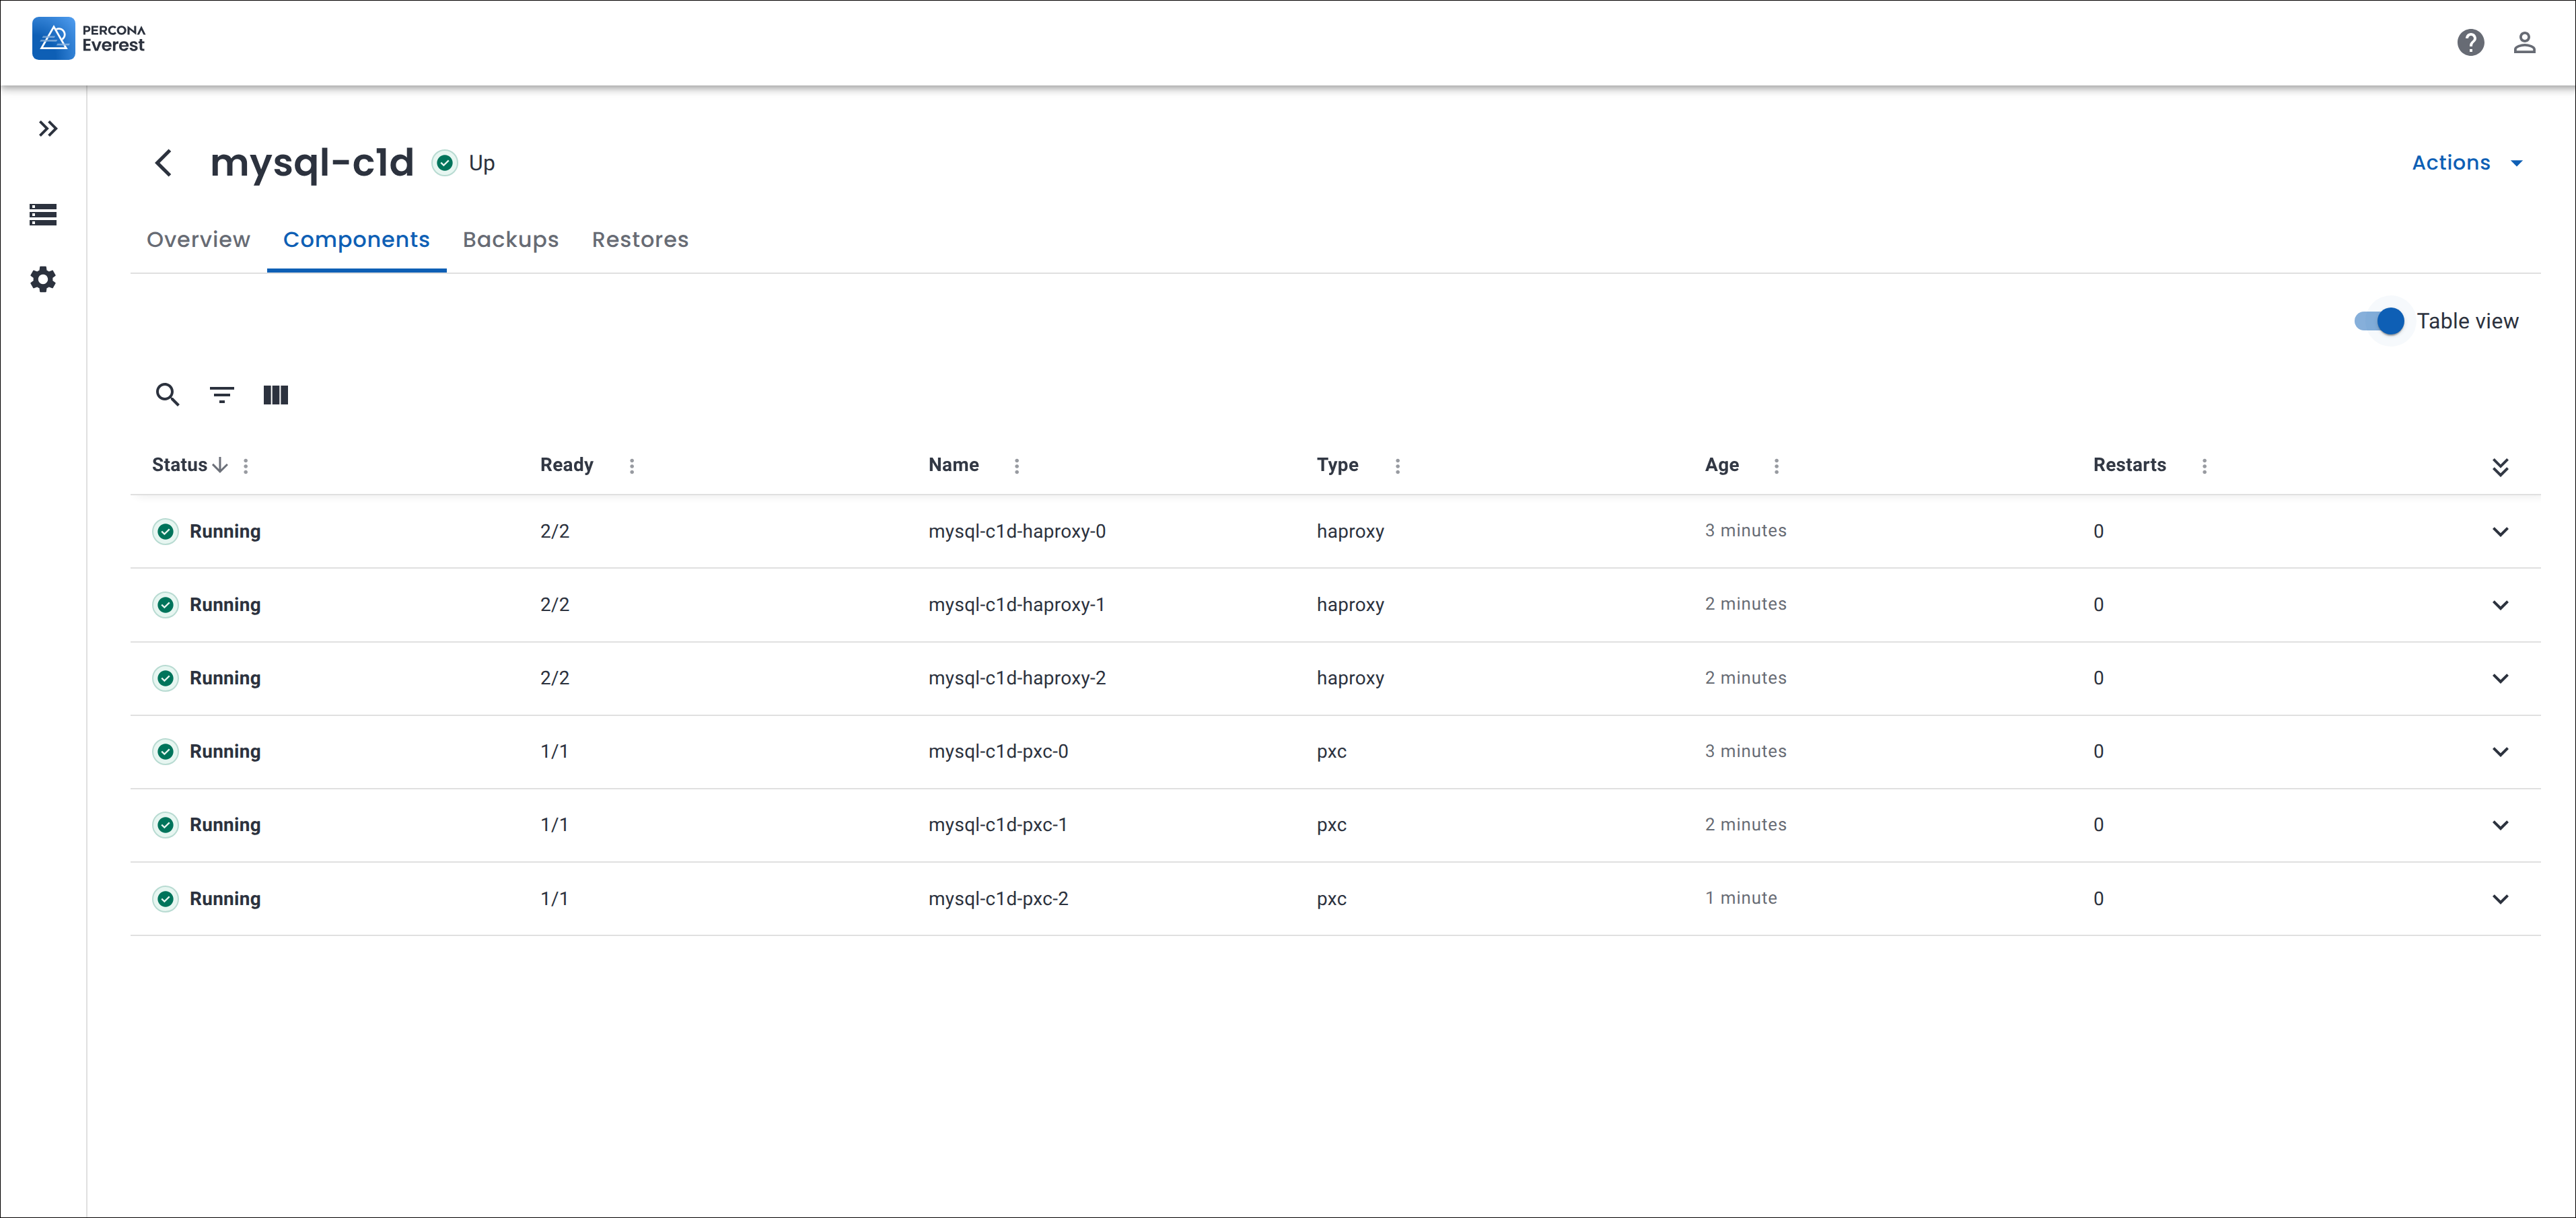 PERCONA
Everest
mysql-c1d Up Actions
Overview Components Backups Restores
Table view
Status Ready Name Type Age Restarts
Running 2/2 mysql-c1d-haproxy-0 haproxy 3 minutes 0
Running 2/2 mysql-c1d-haproxy-1 haproxy 2 minutes 0
Running 2/2 mysql-c1d-haproxy-2 haproxy 2 minutes 0
Running 1/1 mysql-c1d-pxc-0 pxc 3 minutes 0
Running 1/1 mysql-c1d-pxc-1 pxc 2 minutes 0
Running 1/1 mysql-c1d-pxc-2 pxc 1 minute 0